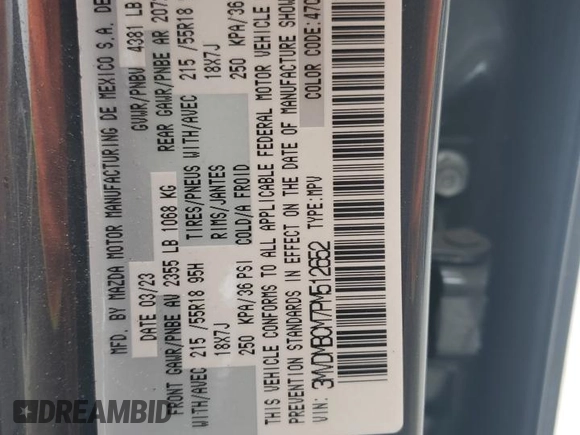 MFD. BY MAZDA MOTOR MANUFACTURING DE MEXICO S.A. DE
DATE 03/23 GVWR/PNBV 4381 LB
FRONT GAWR/PNBE AV 2355 LB 1068 KG REAR GAWR/PNBE AR 207
WITH/AVEC 215 /55R18 95H TIRES/PNEUS WITH/AVEC 215 /55R18
18X7J RIMS/JANTES 18X7J
250 KPA/36 PSI COLD/A FROID 250 KPA/36
THIS VEHICLE CONFORMS TO ALL APPLICABLE FEDERAL MOTOR VEHICLE
PREVENTION STANDARDS IN EFFECT ON THE DATE OF MANUFACTURE SHOW
VIN: 3MVDMBCM7PM512652 TYPE:MPV COLOR CODE:47C
DREAMBID
dreambid.com